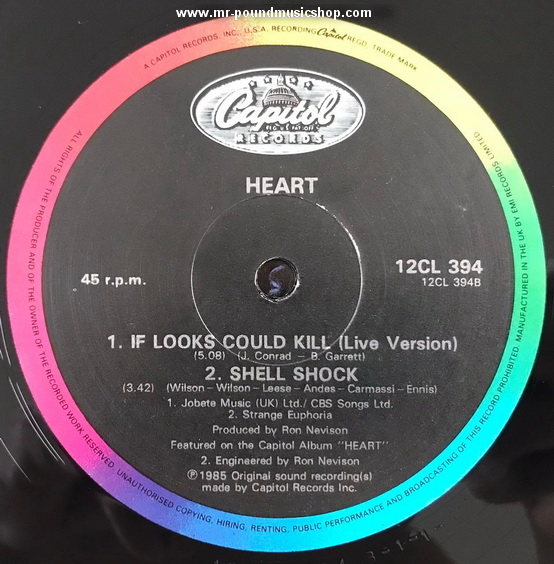 www.mr-poundmusicshop.com
A CAPITOL RECORDS, INC., U.S.A. RECORDING Capitol REGD. TRADE MARK
ALL RIGHTS OF THE PRODUCER AND OF THE OWNER OF THE RECORDED WORK RESERVED. UNAUTHORISED COPYING, HIRING, RENTING, PUBLIC PERFORMANCE AND BROADCASTING OF THIS RECORD PROHIBITED. MANUFACTURED IN THE UK BY EMI RECORDS LIMITED.
Capitol
RECORDS
HEART
45 r.p.m.
12CL 394
12CL 394B
1. IF LOOKS COULD KILL (Live Version)
(5.08) (J. Conrad – B. Garrett)
2. SHELL SHOCK
(3.42) (Wilson – Wilson – Leese – Andes – Carmassi – Ennis)
1. Jobete Music (UK) Ltd./ CBS Songs Ltd.
2. Strange Euphoria
Produced by Ron Nevison
Featured on the Capitol Album "HEART"
2. Engineered by Ron Nevison
℗ 1985 Original sound recording(s)
made by Capitol Records Inc.